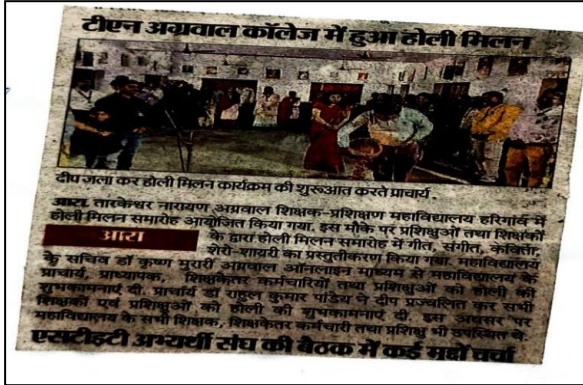 टीएन अग्रवाल कॉलेज में हुआ होली मिलन
दीप जला कर होली मिलन कार्यक्रम की शुरूआत करते प्राचार्य.
आरा. तारकेश्वर नारायण अग्रवाल शिक्षक-प्रशिक्षण महाविद्यालय हरिगांव में
होली मिलन समारोह आयोजित किया गया. इस मौके पर प्रशिक्षुओं तथा शिक्षकों
आरा
के द्वारा होली मिलन समारोह में गीत, संगीत, कविता,
शेरो-शायरी का प्रस्तुतीकरण किया गया. महाविद्यालय
के सचिव डॉ कृष्ण मुरारी अग्रवाल ऑनलाइन माध्यम से महाविद्यालय के
प्राचार्य, प्राध्यापक, शिक्षकेतर कर्मचारियों तथा प्रशिक्षुओं को होली की
शुभकामनाएं दी. प्राचार्य डॉ राहुल कुमार पांडेय ने दीप प्रज्वलित कर सभी
शिक्षकों एवं प्रशिक्षुओं को होली की शुभकामनाएं दी. इस अवसर पर
महाविद्यालय के सभी शिक्षक, शिक्षकेतर कर्मचारी तथा प्रशिक्षु भी उपस्थित थे.
एसटीइटी अभ्यर्थी संघ की बैठक में कई मुद्दों चर्चा